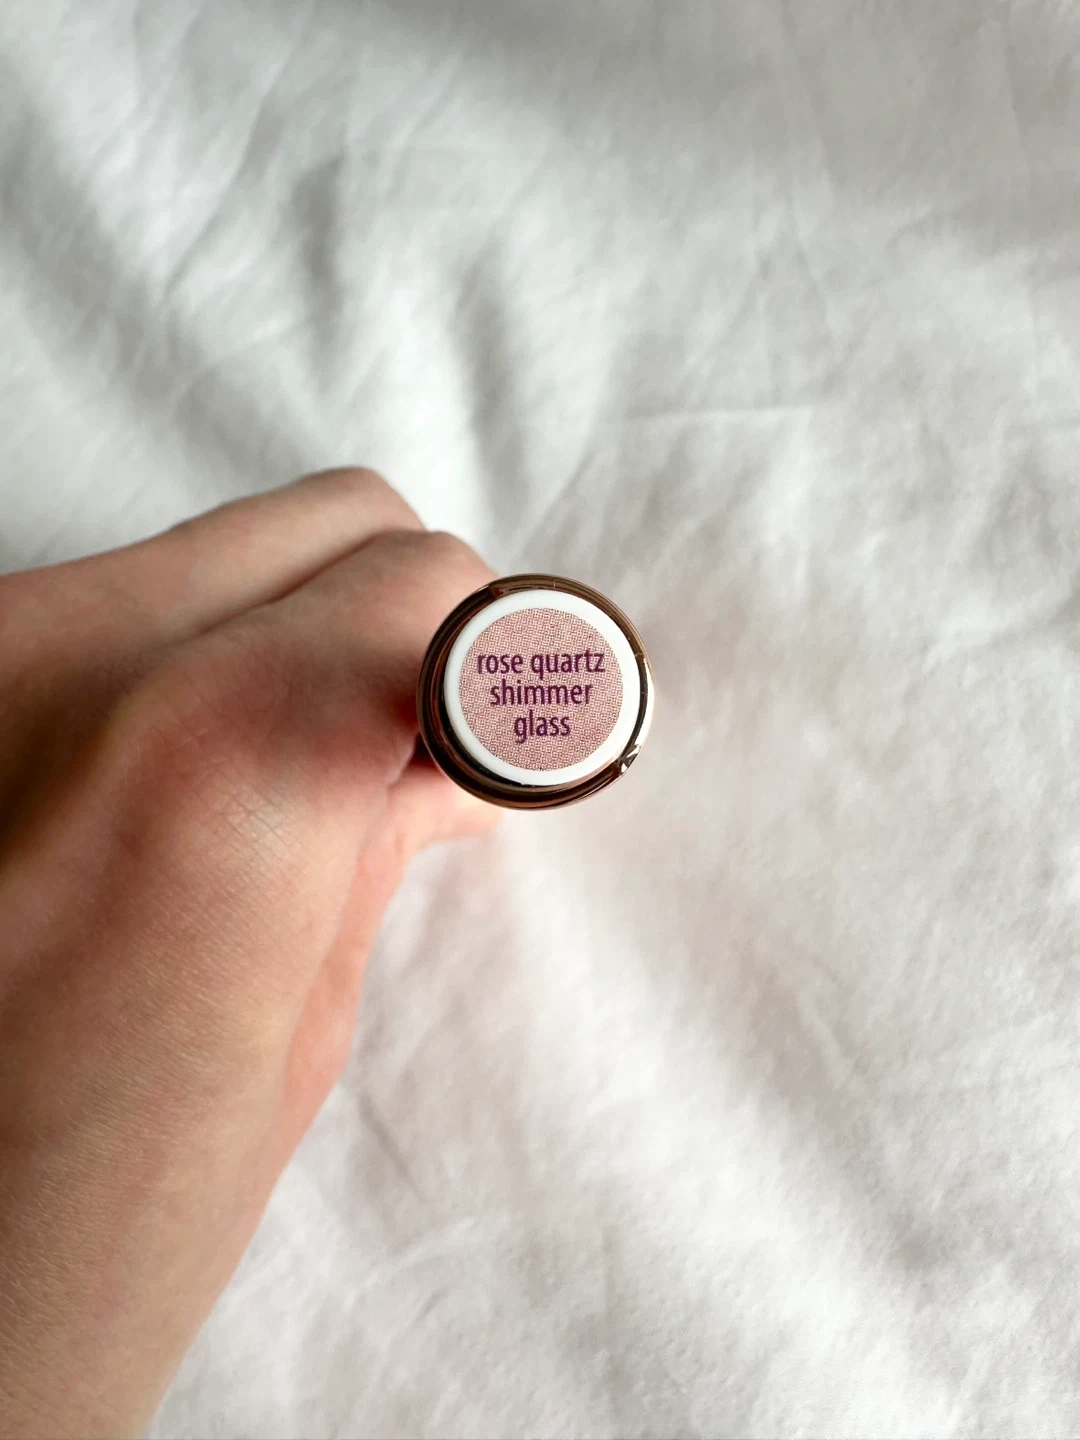 rose quartz
shimmer
glass